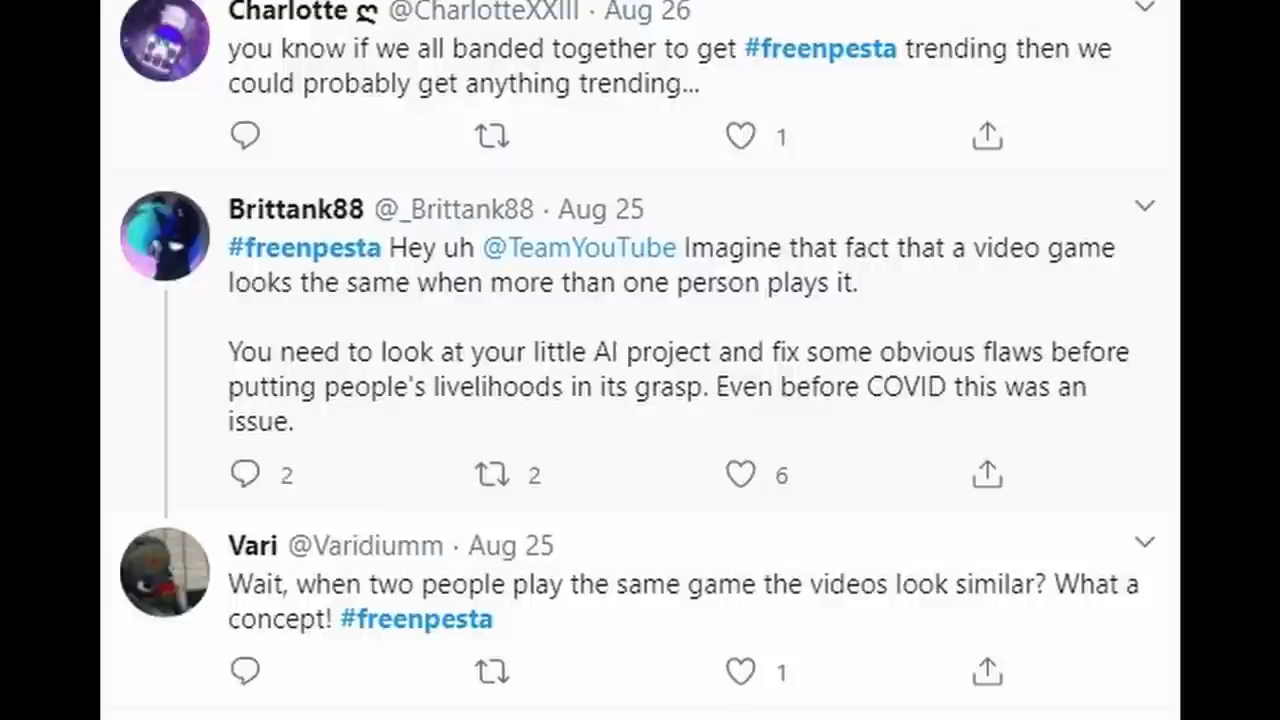 Charlotte ღ @CharlotteXXIII · Aug 26
you know if we all banded together to get #freenpesta trending then we
could probably get anything trending...
1
Brittank88 @_Brittank88 · Aug 25
#freenpesta Hey uh @TeamYouTube Imagine that fact that a video game
looks the same when more than one person plays it.
You need to look at your little AI project and fix some obvious flaws before
putting people's livelihoods in its grasp. Even before COVID this was an
issue.
2 2 6
Vari @Varidiumm · Aug 25
Wait, when two people play the same game the videos look similar? What a
concept! #freenpesta
1